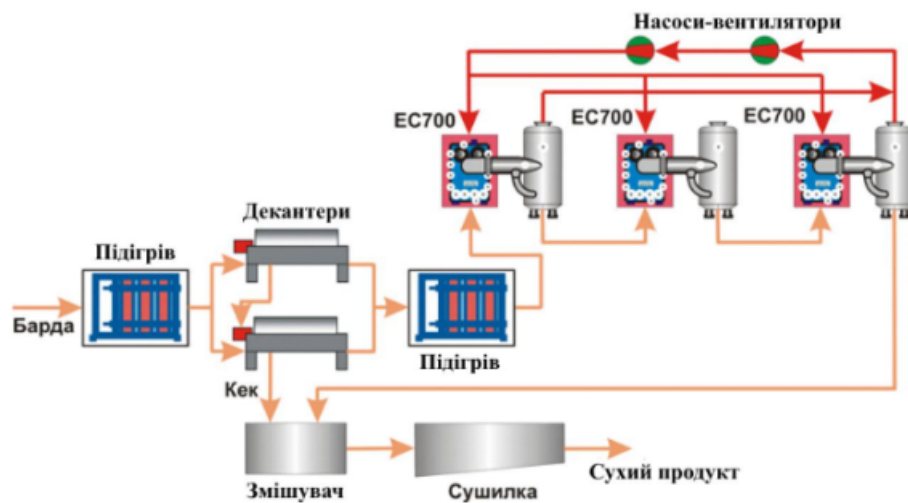 Насоси-вентилятори
EC700
EC700
EC700
Декантери
Підігрів
Барда
Підігрів
Кек
Змішувач
Сушилка
Сухий продукт